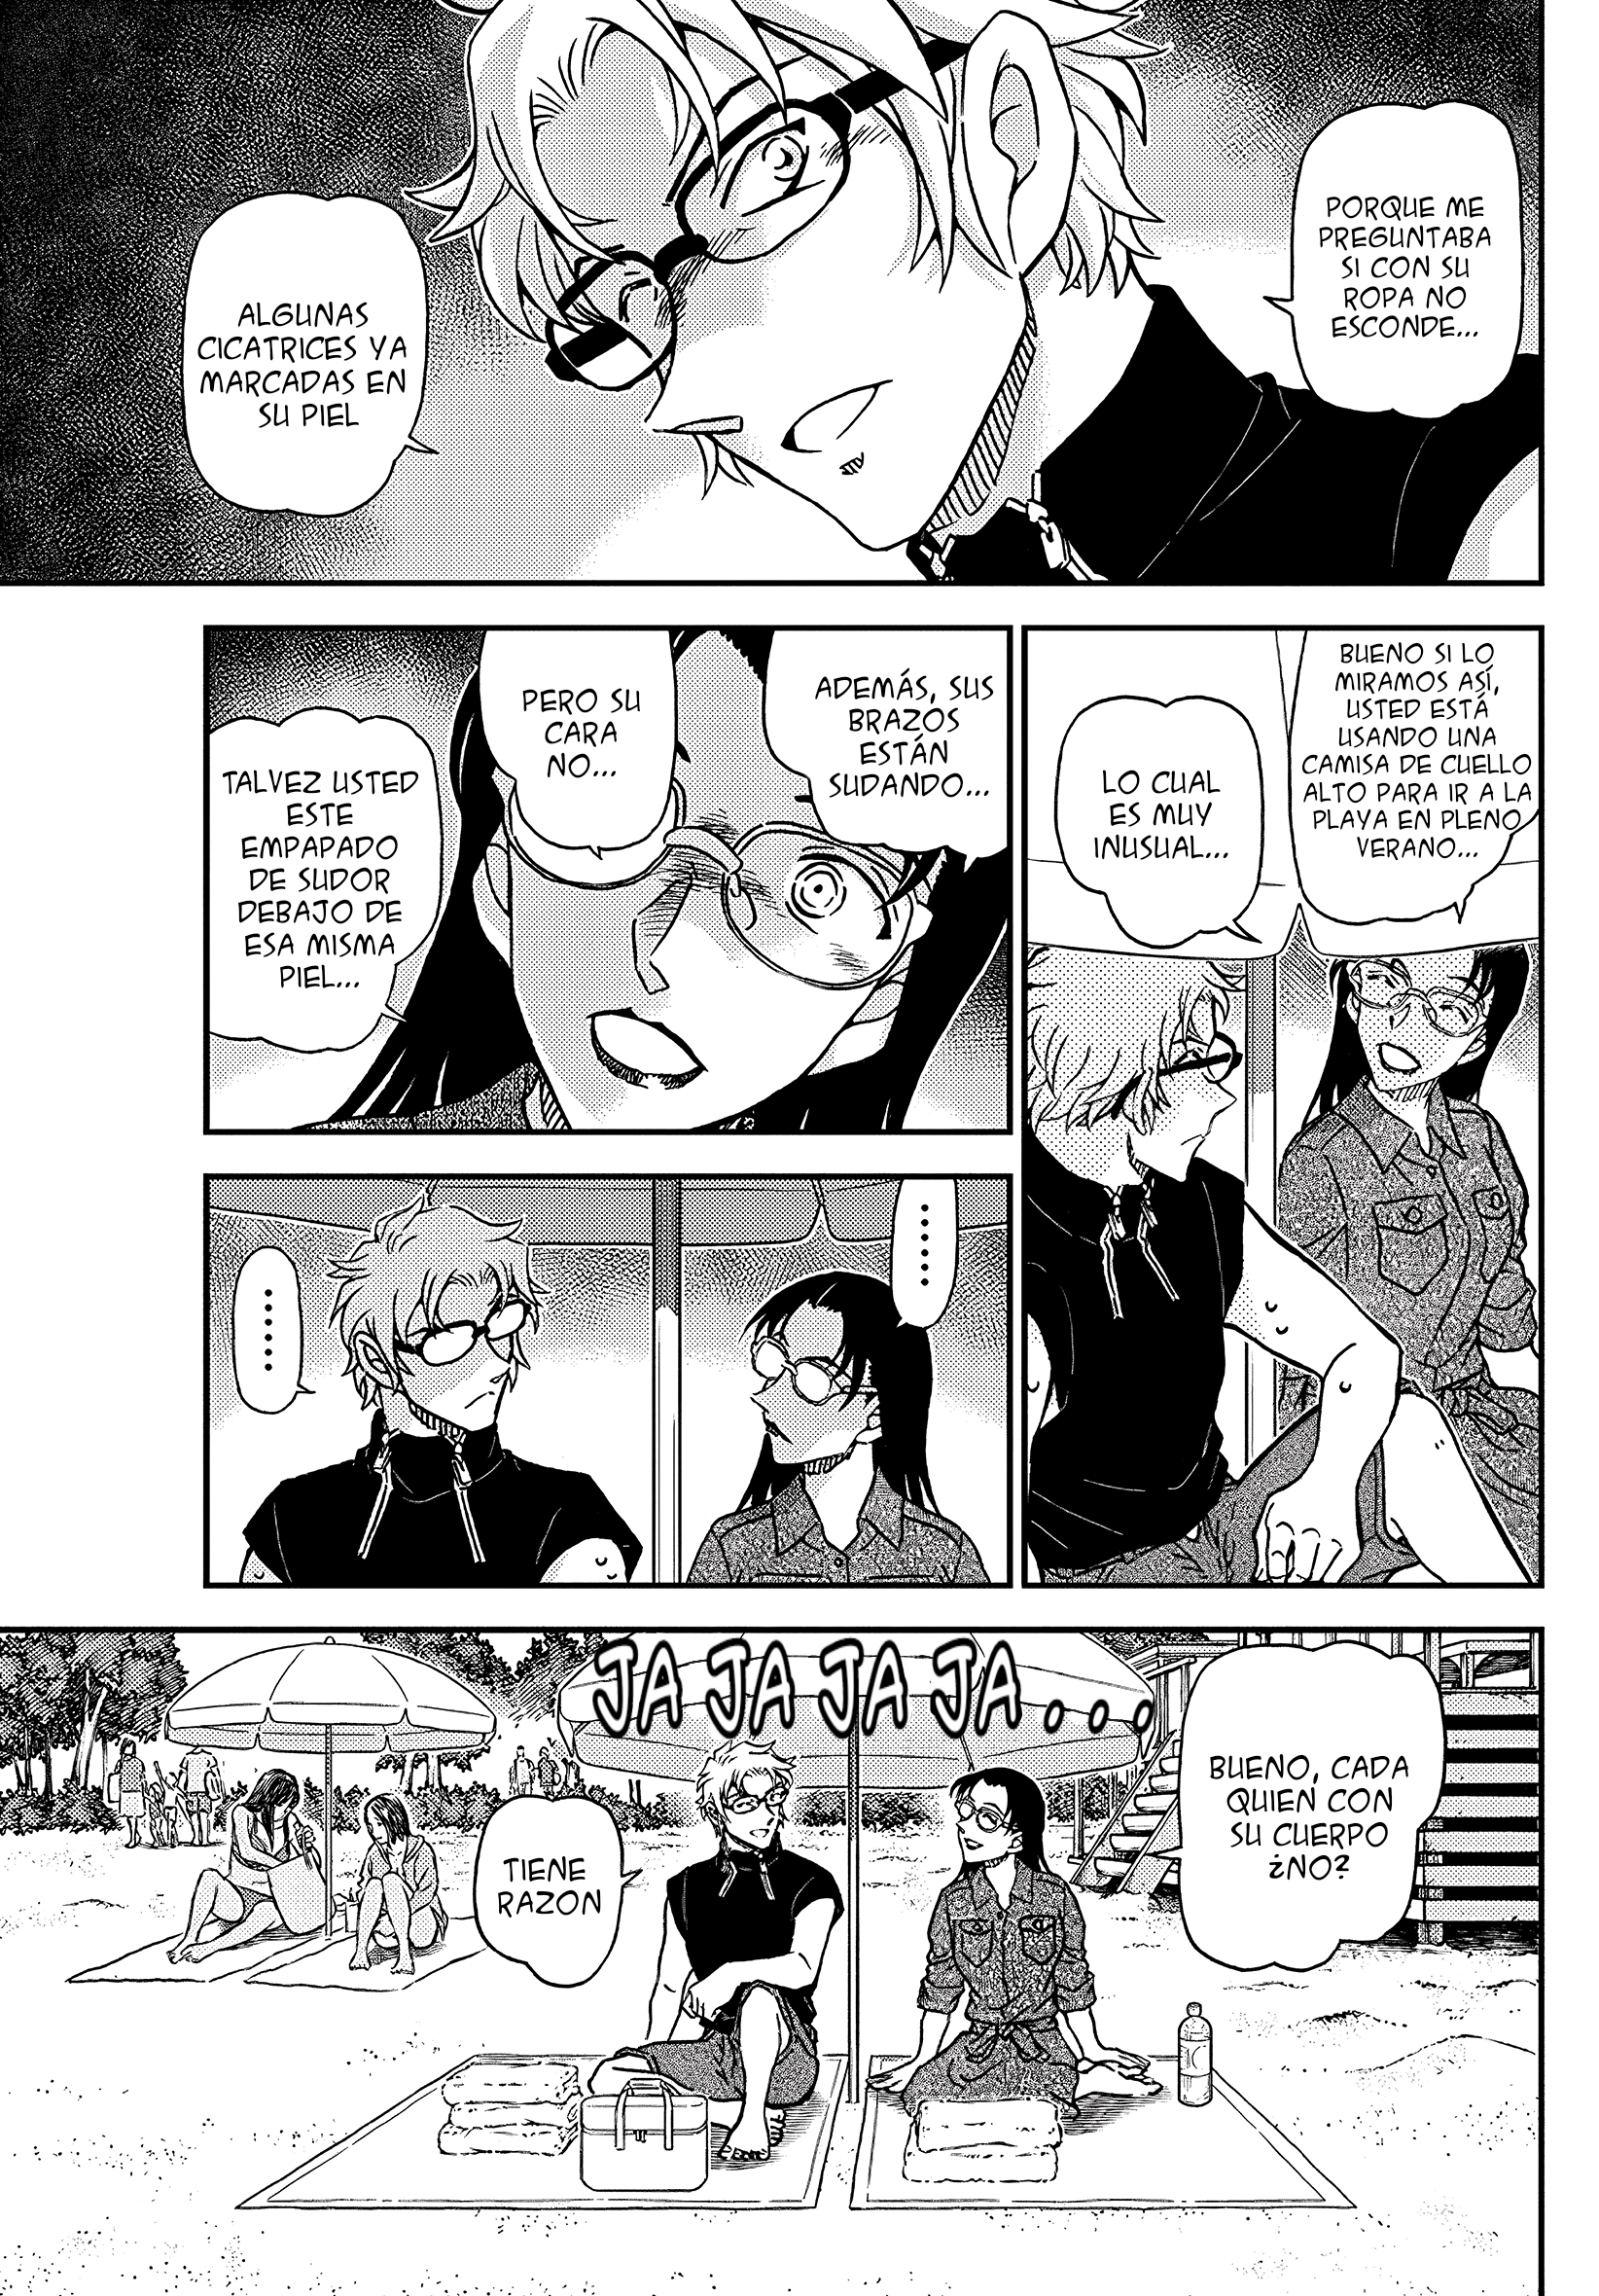 PORQUE ME
PREGUNTABA
SI CON SU
ROPA NO
ESCONDE...
ALGUNAS
CICATRICES YA
MARCADAS EN
SU PIEL
BUENO SI LO
MIRAMOS ASÍ,
USTED ESTÁ
USANDO UNA
CAMISA DE CUELLO
ALTO PARA IR A LA
PLAYA EN PLENO
VERANO...
LO CUAL
ES MUY
INUSUAL...
ADEMÁS, SUS
BRAZOS
ESTÁN
SUDANDO...
PERO SU
CARA
NO...
TALVEZ USTED
ESTE
EMPAPADO
DE SUDOR
DEBAJO DE
ESA MISMA
PIEL...
......
......
JA JA JA JA...
BUENO, CADA
QUIEN CON
SU CUERPO
¿NO?
TIENE
RAZON